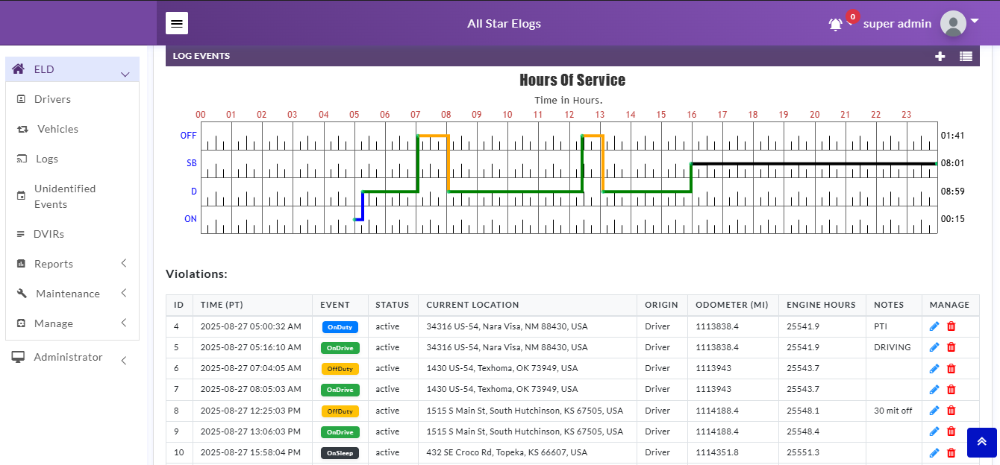 All Star Elogs
0
super admin
ELD
Drivers
Vehicles
Logs
Unidentified
Events
DVIRs
Reports
Maintenance
Manage
Administrator
LOG EVENTS
Hours Of Service
Time in Hours.
00 01 02 03 04 05 06 07 08 09 10 11 12 13 14 15 16 17 18 19 20 21 22 23
OFF 01:41
SB 08:01
D 08:59
ON 00:15
Violations:
ID TIME (PT) EVENT STATUS CURRENT LOCATION ORIGIN ODOMETER (MI) ENGINE HOURS NOTES MANAGE
4 2025-08-27 05:00:32 AM OnDuty active 34316 US-54, Nara Visa, NM 88430, USA Driver 1113838.4 25541.9 PTI
5 2025-08-27 05:16:10 AM OnDrive active 34316 US-54, Nara Visa, NM 88430, USA Driver 1113838.4 25541.9 DRIVING
6 2025-08-27 07:04:05 AM OffDuty active 1430 US-54, Texhoma, OK 73949, USA Driver 1113943 25543.7
7 2025-08-27 08:05:03 AM OnDrive active 1430 US-54, Texhoma, OK 73949, USA Driver 1113943 25543.7
8 2025-08-27 12:25:03 PM OffDuty active 1515 S Main St, South Hutchinson, KS 67505, USA Driver 1114188.4 25548.1 30 mit off
9 2025-08-27 13:06:03 PM OnDrive active 1515 S Main St, South Hutchinson, KS 67505, USA Driver 1114188.4 25548.4
10 2025-08-27 15:58:04 PM OnSleep active 432 SE Croco Rd, Topeka, KS 66607, USA Driver 1114351.8 25551.3